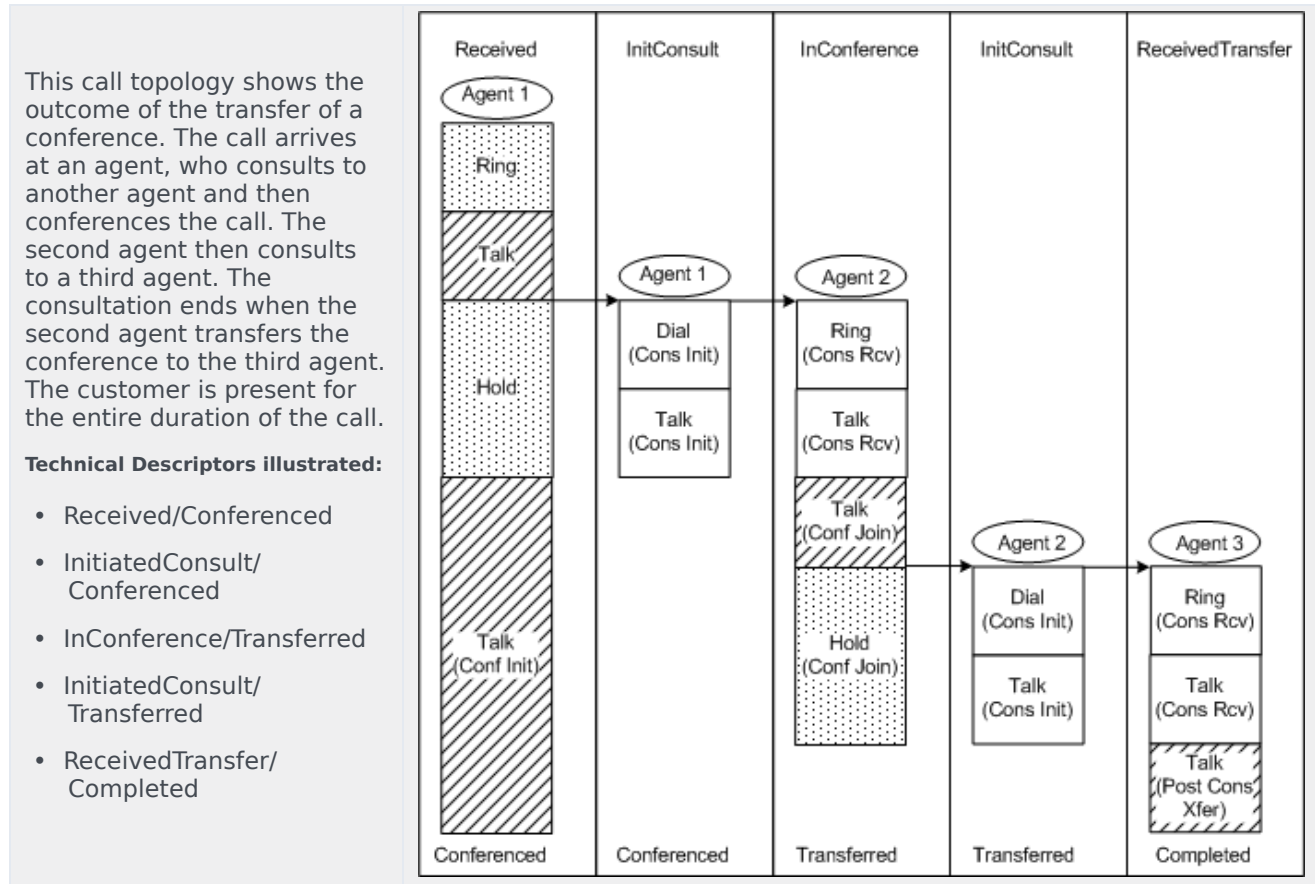 This call topology shows the
outcome of the transfer of a
conference. The call arrives
at an agent, who consults to
another agent and then
conferences the call. The
second agent then consults
to a third agent. The
consultation ends when the
second agent transfers the
conference to the third agent.
The customer is present for
the entire duration of the call.
Technical Descriptors illustrated:
• Received/Conferenced
• InitiatedConsult/
Conferenced
• InConference/Transferred
• InitiatedConsult/
Transferred
• ReceivedTransfer/
Completed
Received
Agent 1
Ring
Talk
Hold
Talk
(Conf Init)
Conferenced
InitConsult
Agent 1
Dial
(Cons Init)
Talk
(Cons Init)
Conferenced
InConference
Agent 2
Ring
(Cons Rcv)
Talk
(Cons Rcv)
Talk
(Conf Join)
Hold
(Conf Join)
Transferred
InitConsult
Agent 2
Dial
(Cons Init)
Talk
(Cons Init)
Transferred
ReceivedTransfer
Agent 3
Ring
(Cons Rcv)
Talk
(Cons Rcv)
Talk
(Post Cons
Xfer)
Completed